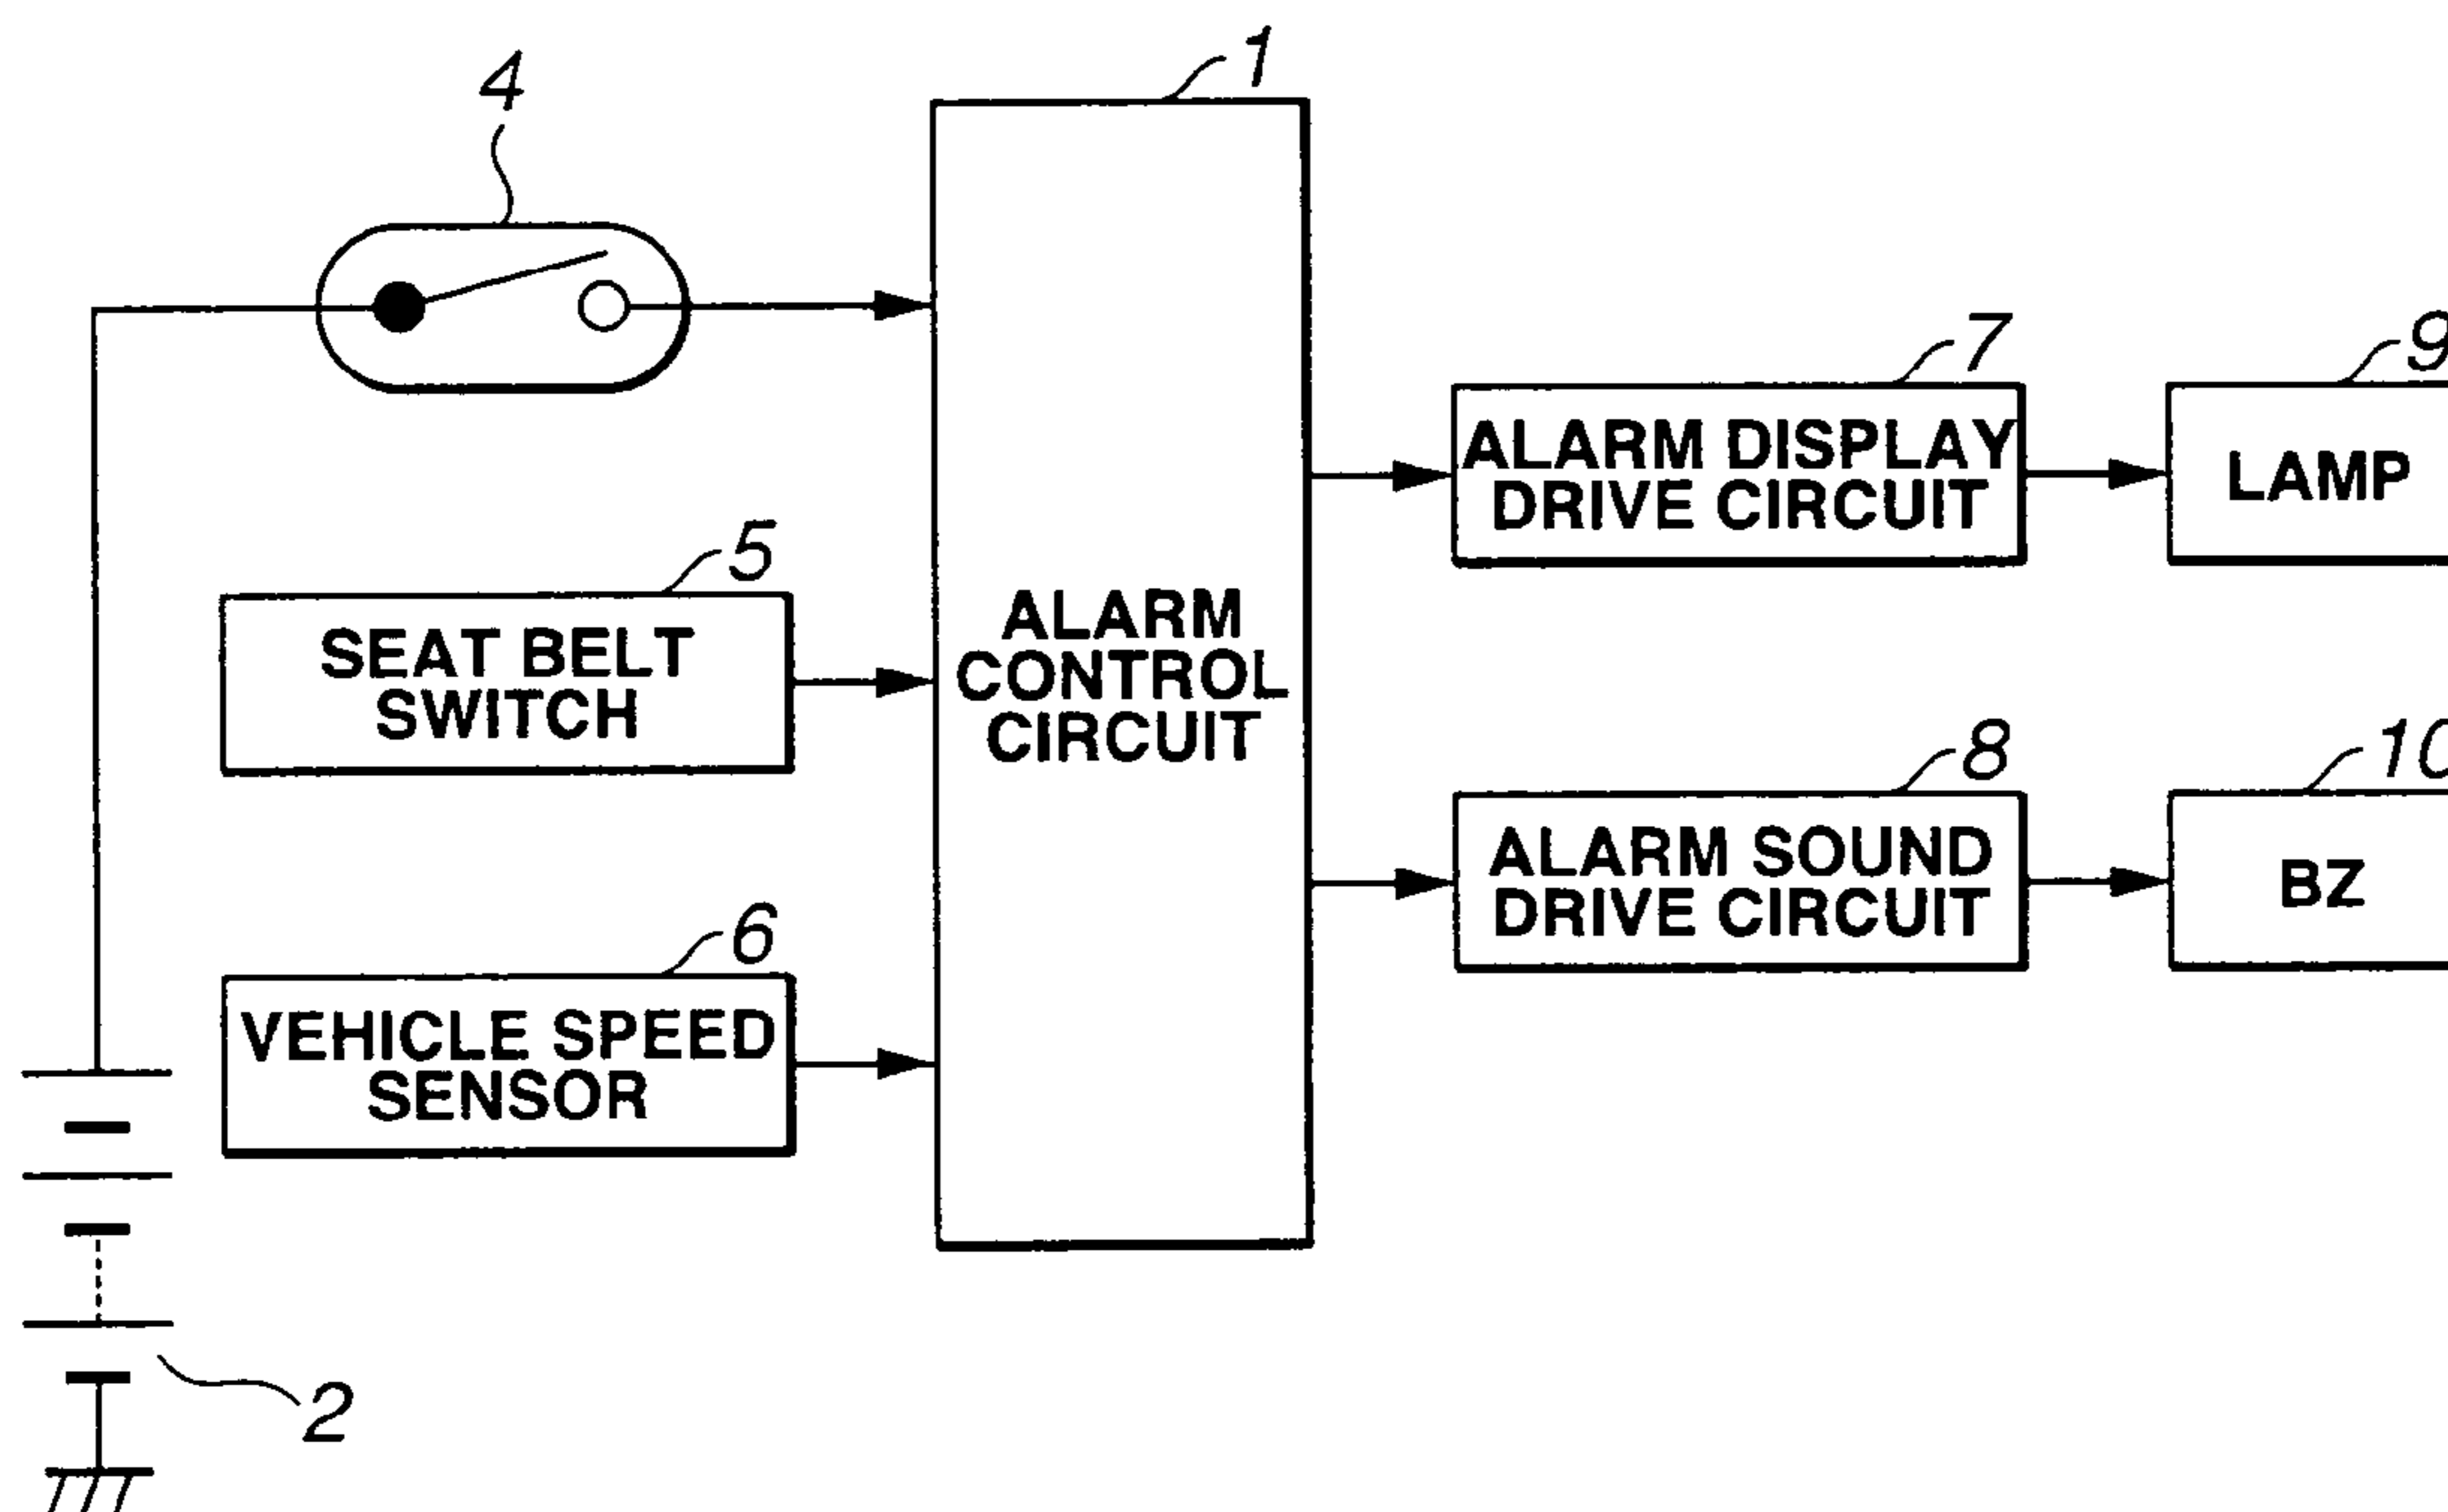 1
4
7
9
ALARM DISPLAY
DRIVE CIRCUIT
LAMP
5
SEAT BELT
SWITCH
ALARM
CONTROL
CIRCUIT
8
10
ALARM SOUND
DRIVE CIRCUIT
BZ
6
VEHICLE SPEED
SENSOR
2